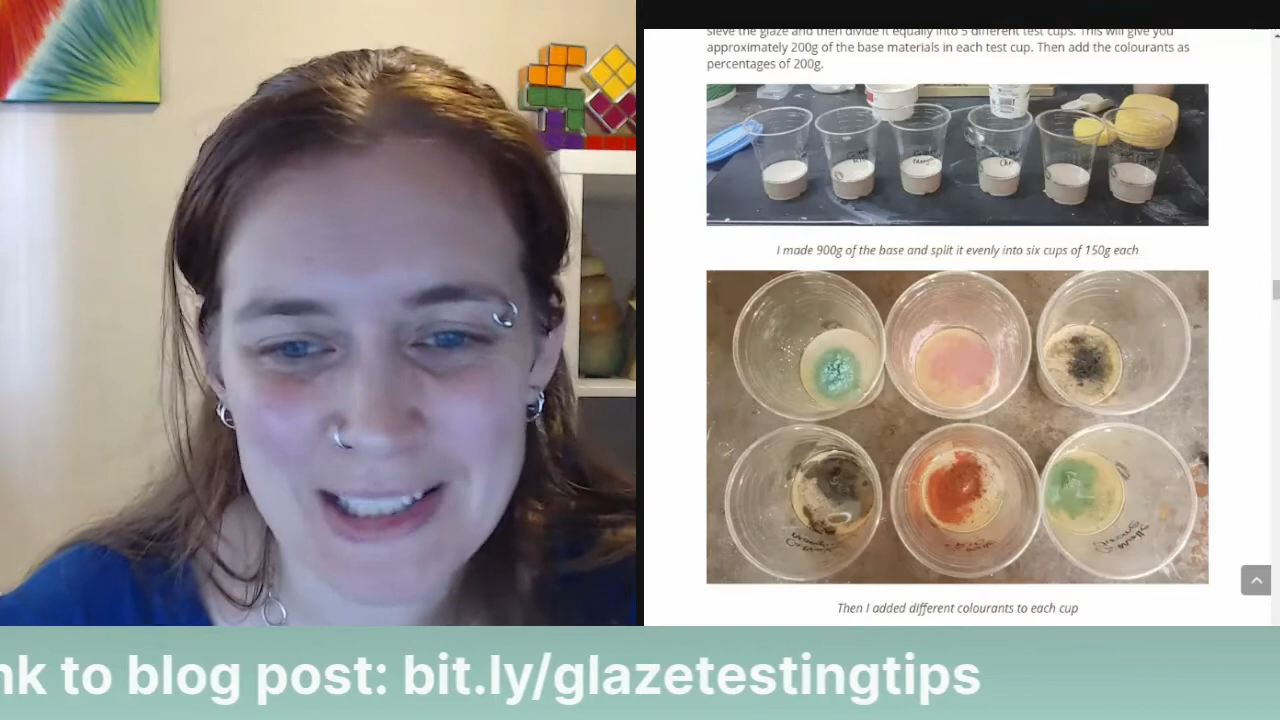 sieve the glaze and then divide it equally into 5 different test cups. This will give you
approximately 200g of the base materials in each test cup. Then add the colourants as
percentages of 200g.
I made 900g of the base and split it evenly into six cups of 150g each
Then I added different colourants to each cup
nk to blog post: bit.ly/glazetestingtips